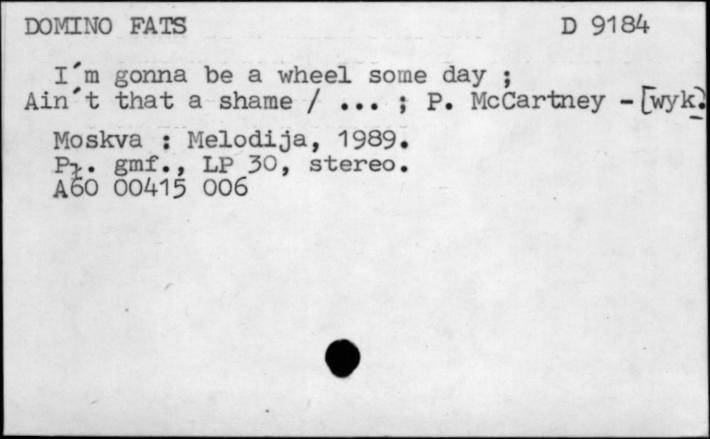 DOMINO FATS D 9184
I´m gonna be a wheel some day ;
Ain´t that a shame / ... ; P. McCartney - [wyk.]
Moskva : Melodija, 1989.
Pł. gmf., LP 30, stereo.
A60 00415 006